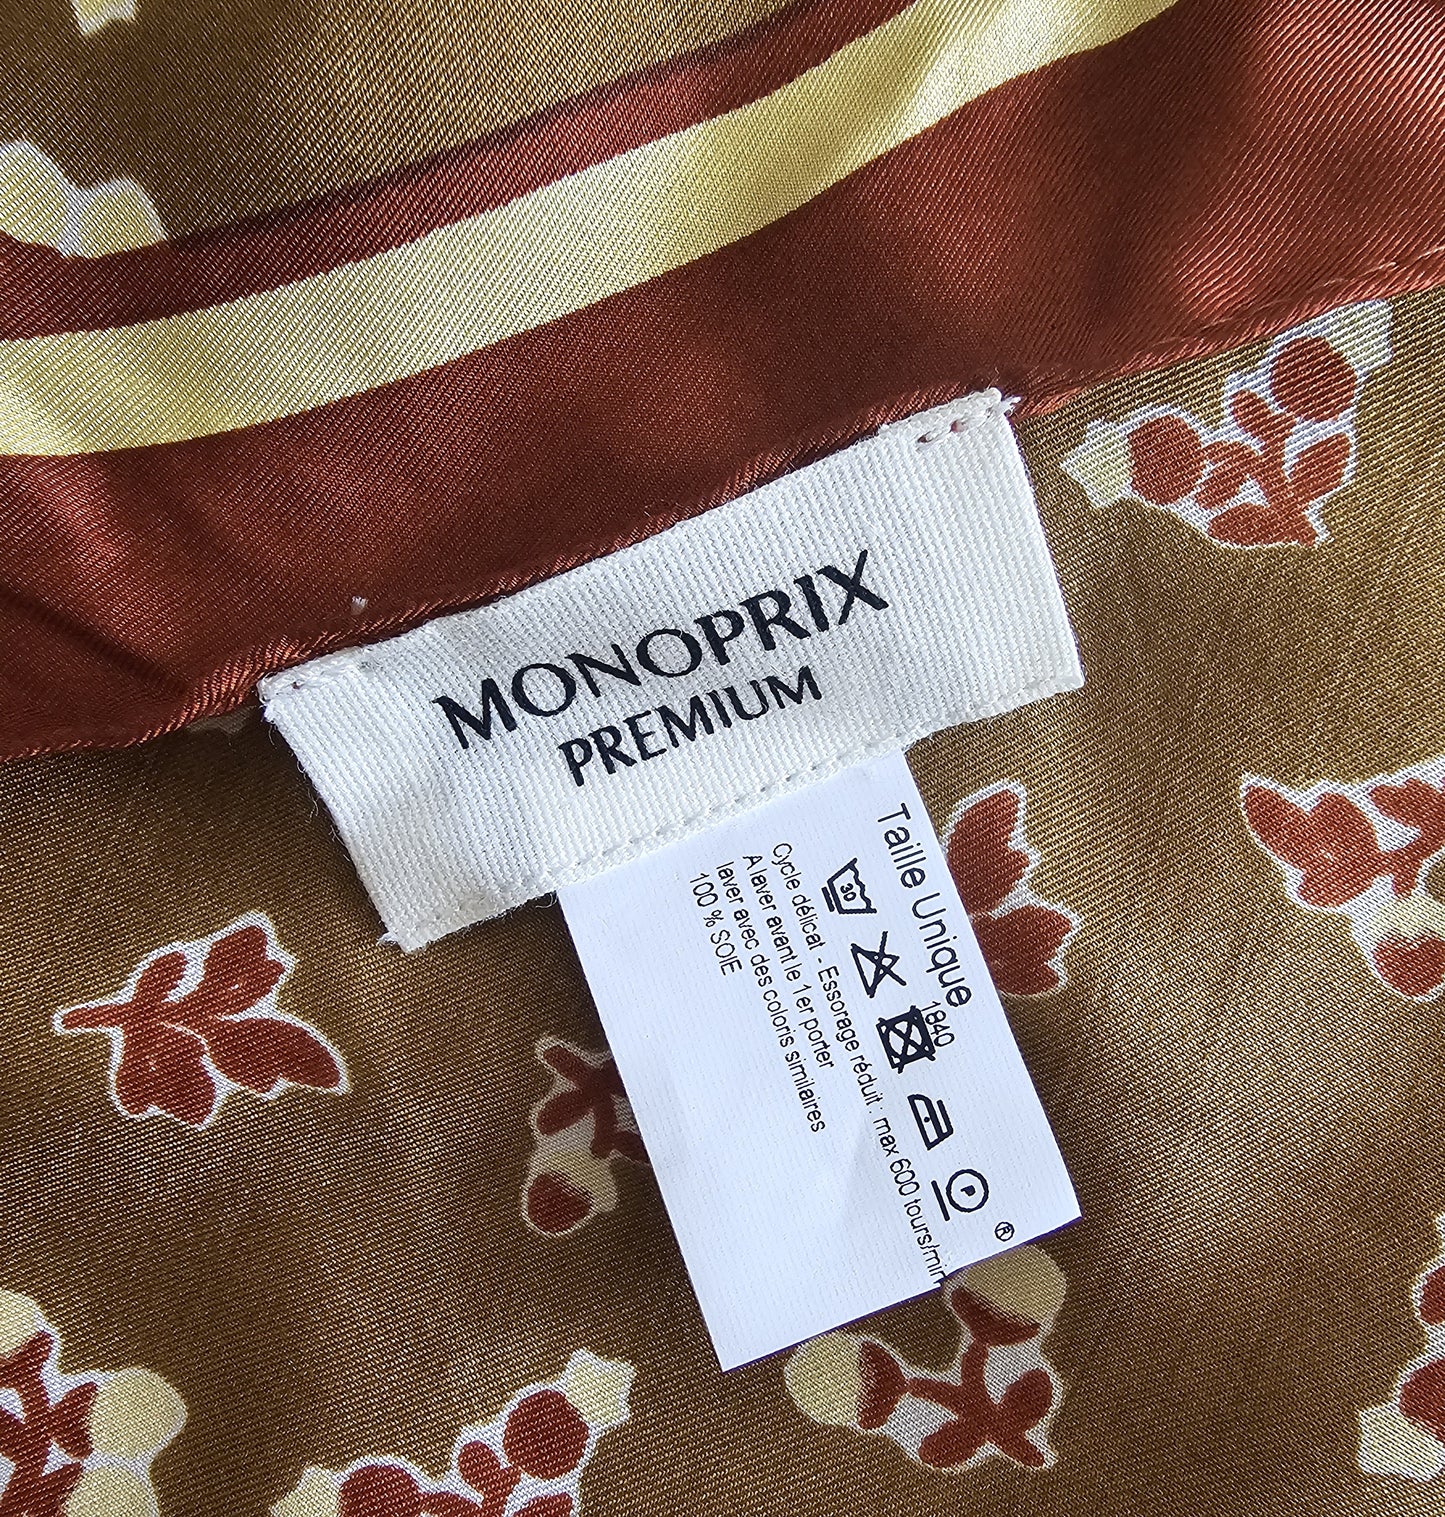 MONOPRIX
PREMIUM
Taille Unique
1840
30
P
®
Cycle délicat - Essorage réduit : max 600 tours/min
A laver avant le 1er porter
laver avec des coloris similaires
100 % SOIE